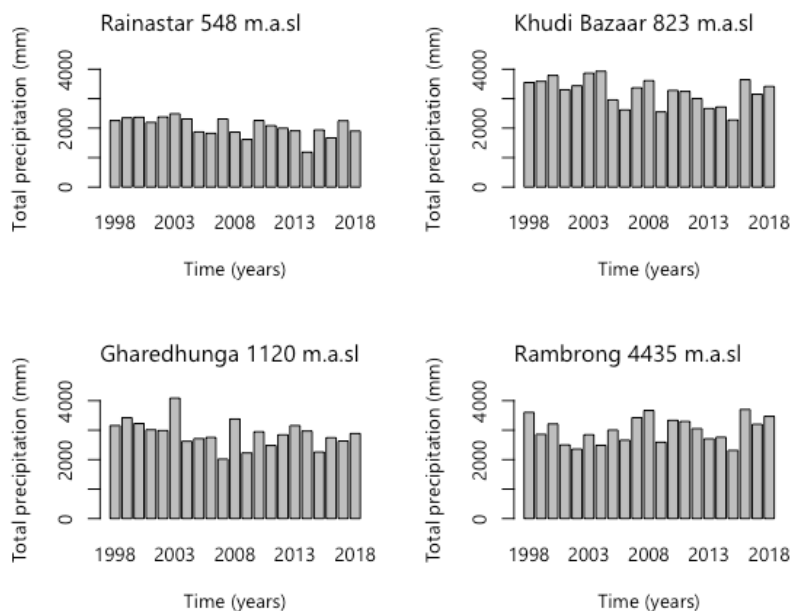 Rainastar 548 m.a.sl
Total precipitation (mm)
4000
2000
0
1998 2003 2008 2013 2018
Time (years)
Khudi Bazaar 823 m.a.sl
Total precipitation (mm)
4000
2000
0
1998 2003 2008 2013 2018
Time (years)
Gharedhunga 1120 m.a.sl
Total precipitation (mm)
4000
2000
0
1998 2003 2008 2013 2018
Time (years)
Rambrong 4435 m.a.sl
Total precipitation (mm)
4000
2000
0
1998 2003 2008 2013 2018
Time (years)